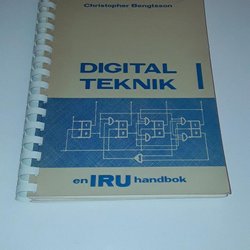 Christopher Bengtsson
DIGITAL I
TEKNIK
en IRU handbok